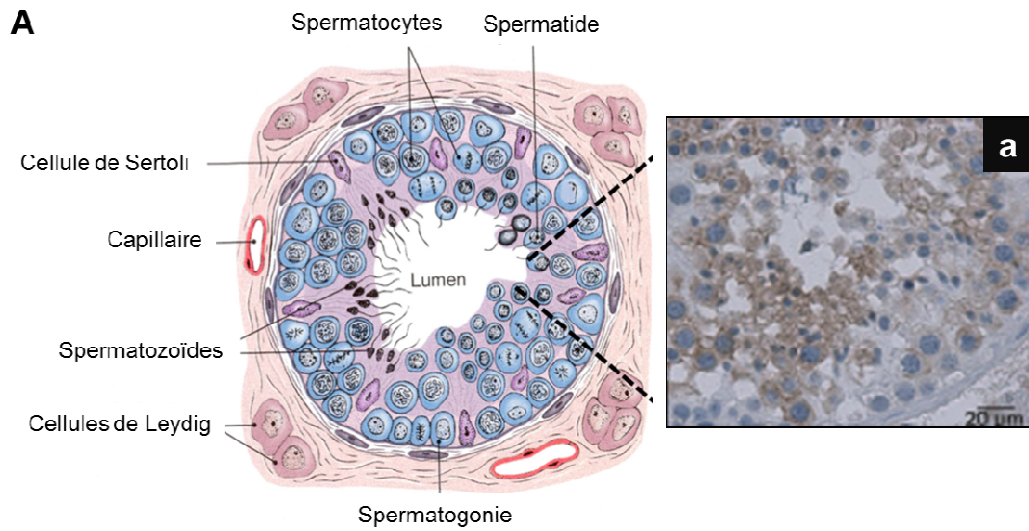 A
Spermatocytes
Spermatide
a
Cellule de Sertoli
Capillaire
Lumen
Spermatozoïdes
Cellules de Leydig
20 µm
Spermatogonie